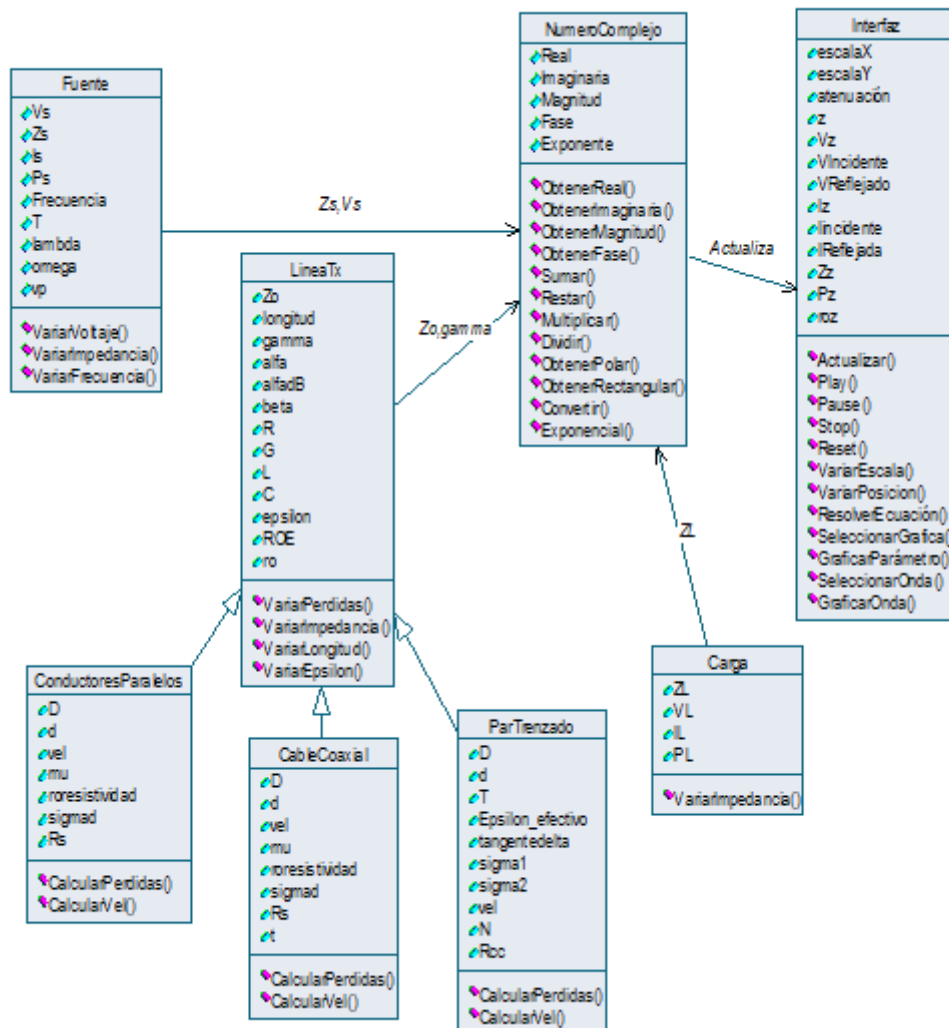 Fuente
Vs
Zs
Is
Ps
Frecuencia
T
lambda
omega
vp
VariarVoltaje()
VariarImpedancia()
VariarFrecuencia()
Zs,Vs
NumeroComplejo
Real
Imaginaria
Magnitud
Fase
Exponente
ObtenerReal()
ObtenerImaginaria()
ObtenerMagnitud()
ObtenerFase()
Sumar()
Restar()
Multiplicar()
Dividir()
ObtenerPolar()
ObtenerRectangular()
Convertir()
Exponencial()
Actualiza
Interfaz
escalaX
escalaY
atenuación
z
Vz
VIncidente
VReflejado
Iz
Iincidente
IReflejada
Zz
Pz
roz
Actualizar()
Play()
Pause()
Stop()
Reset()
VariarEscala()
VariarPosicion()
ResolverEcuación()
SeleccionarGrafica()
GraficarParámetro()
SeleccionarOnda()
GraficarOnda()
LineaTx
Zo
longitud
gamma
alfa
alfadB
beta
R
G
L
C
epsilon
ROE
ro
VariarPerdidas()
VariarImpedancia()
VariarLongitud()
VariarEpsilon()
Zo,gamma
ZL
Carga
ZL
VL
IL
PL
VariarImpedancia()
ConductoresParalelos
D
d
vel
mu
roresistividad
sigmad
Rs
CalcularPerdidas()
CalcularVel()
CableCoaxial
D
d
vel
mu
roresistividad
sigmad
Rs
t
CalcularPerdidas()
CalcularVel()
ParTrenzado
D
d
T
Epsilon_efectivo
tangentedelta
sigma1
sigma2
vel
N
Rcc
CalcularPerdidas()
CalcularVel()